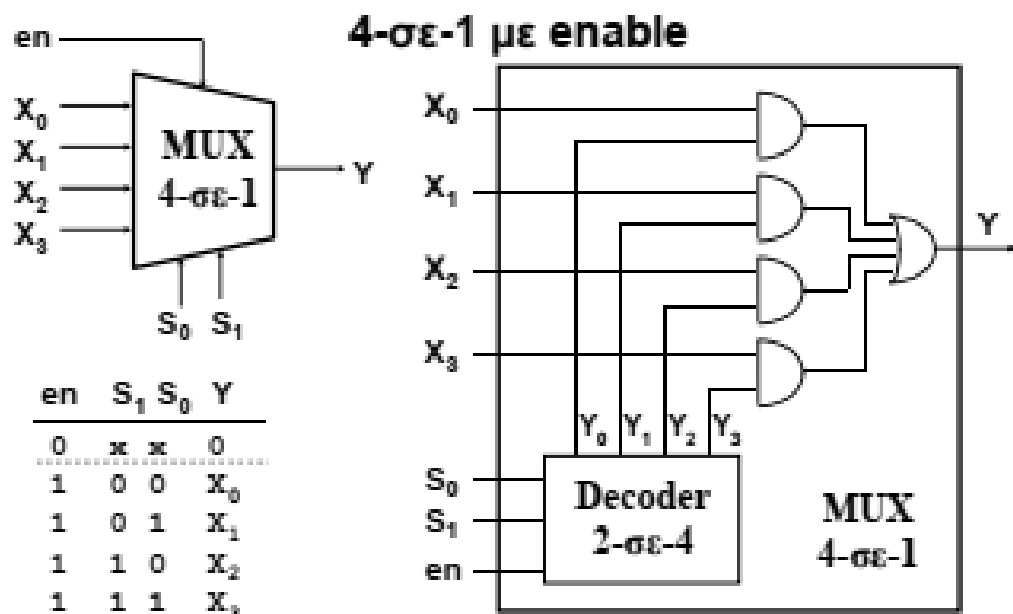 4-σε-1 με enable
en
X0
X1
X2
X3
MUX
4-σε-1
Y
S0 S1
en S1 S0 Y
0 x x 0
1 0 0 X0
1 0 1 X1
1 1 0 X2
1 1 1 X3
X0
X1
X2
X3
Y
Y0 Y1 Y2 Y3
S0
S1
en
Decoder
2-σε-4
MUX
4-σε-1